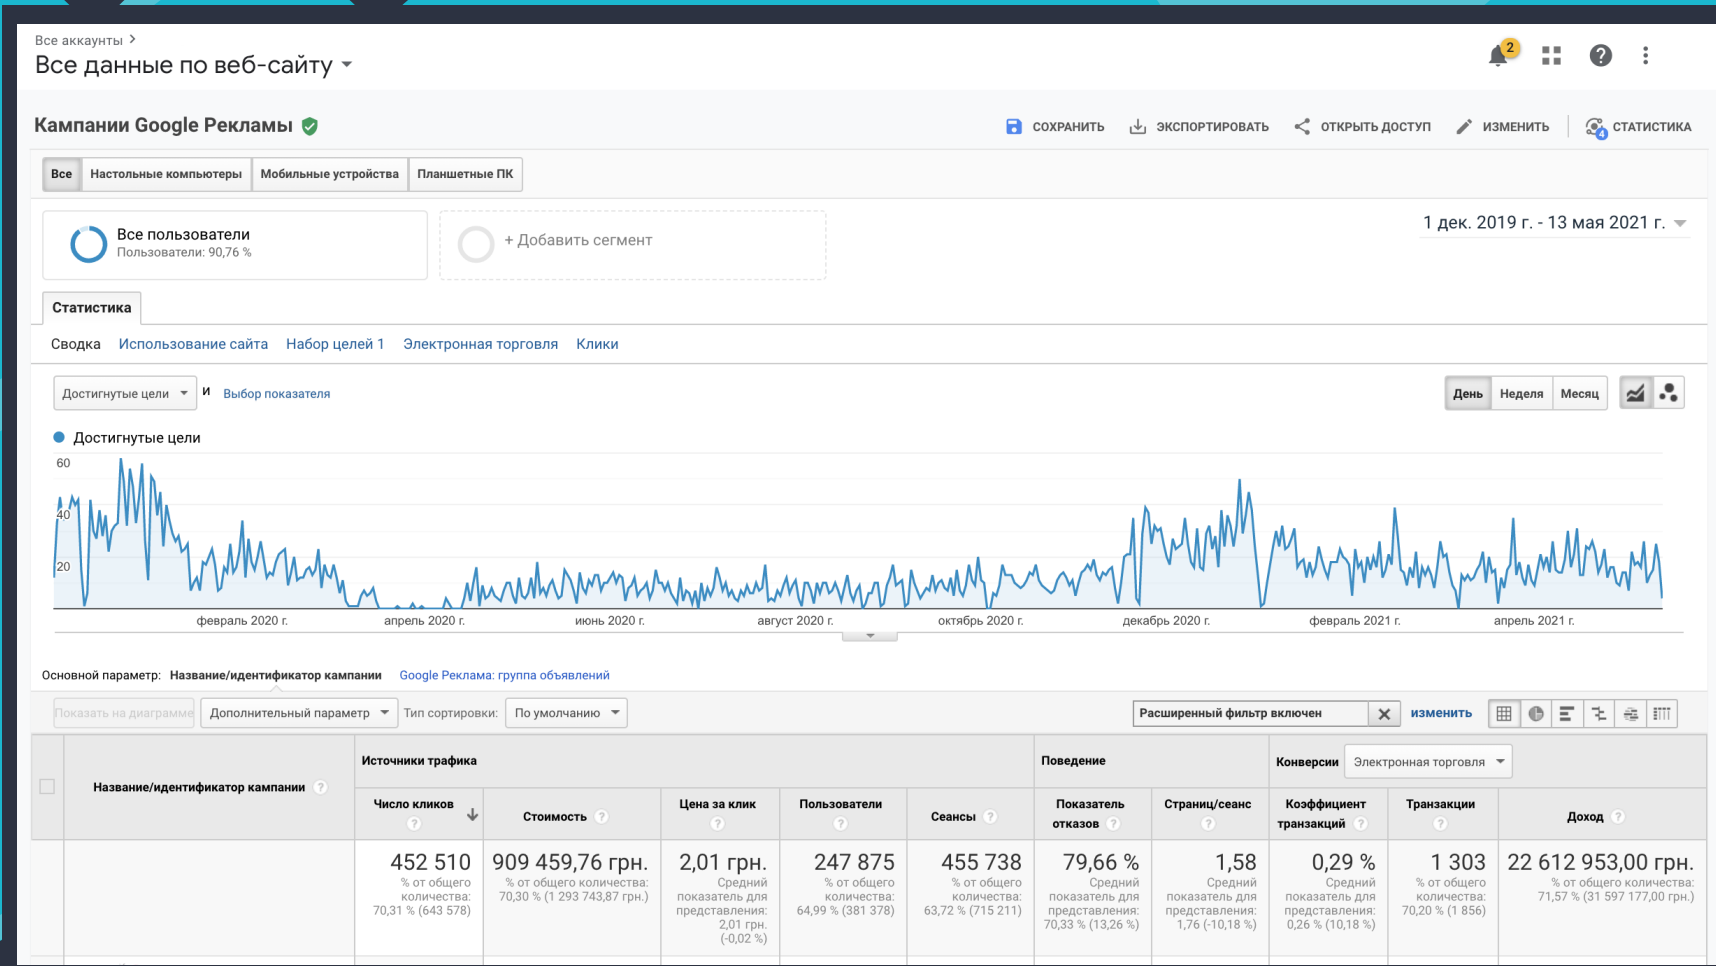 Все аккаунты >
Все данные по веб-сайту
2
Кампании Google Рекламы
СОХРАНИТЬ ЭКСПОРТИРОВАТЬ ОТКРЫТЬ ДОСТУП ИЗМЕНИТЬ 4 СТАТИСТИКА
Все Настольные компьютеры Мобильные устройства Планшетные ПК
Все пользователи
Пользователи: 90,76 %
+ Добавить сегмент
1 дек. 2019 г. - 13 мая 2021 г.
Статистика
Сводка Использование сайта Набор целей 1 Электронная торговля Клики
Достигнутые цели и Выбор показателя
День Неделя Месяц
Достигнутые цели
60
40
20
февраль 2020 г. апрель 2020 г. июнь 2020 г. август 2020 г. октябрь 2020 г. декабрь 2020 г. февраль 2021 г. апрель 2021 г.
Основной параметр: Название/идентификатор кампании Google Реклама: группа объявлений
Показать на диаграмме Дополнительный параметр Тип сортировки: По умолчанию
Расширенный фильтр включен изменить
Название/идентификатор кампании ?
Источники трафика
Поведение
Конверсии Электронная торговля
Число кликов ?
Стоимость ?
Цена за клик ?
Пользователи ?
Сеансы ?
Показатель
отказов ?
Страниц/сеанс ?
Коэффициент
транзакций ?
Транзакции ?
Доход ?
452 510
% от общего
количества:
70,31 % (643 578)
909 459,76 грн.
% от общего количества:
70,30 % (1 293 743,87 грн.)
2,01 грн.
Средний
показатель для
представления:
2,01 грн.
(-0,02 %)
247 875
% от общего
количества:
64,99 % (381 378)
455 738
% от общего
количества:
63,72 % (715 211)
79,66 %
Средний
показатель для
представления:
70,33 % (13,26 %)
1,58
Средний
показатель для
представления:
1,76 (-10,18 %)
0,29 %
Средний
показатель для
представления:
0,26 % (10,18 %)
1 303
% от общего
количества:
70,20 % (1 856)
22 612 953,00 грн.
% от общего количества:
71,57 % (31 597 177,00 грн.)